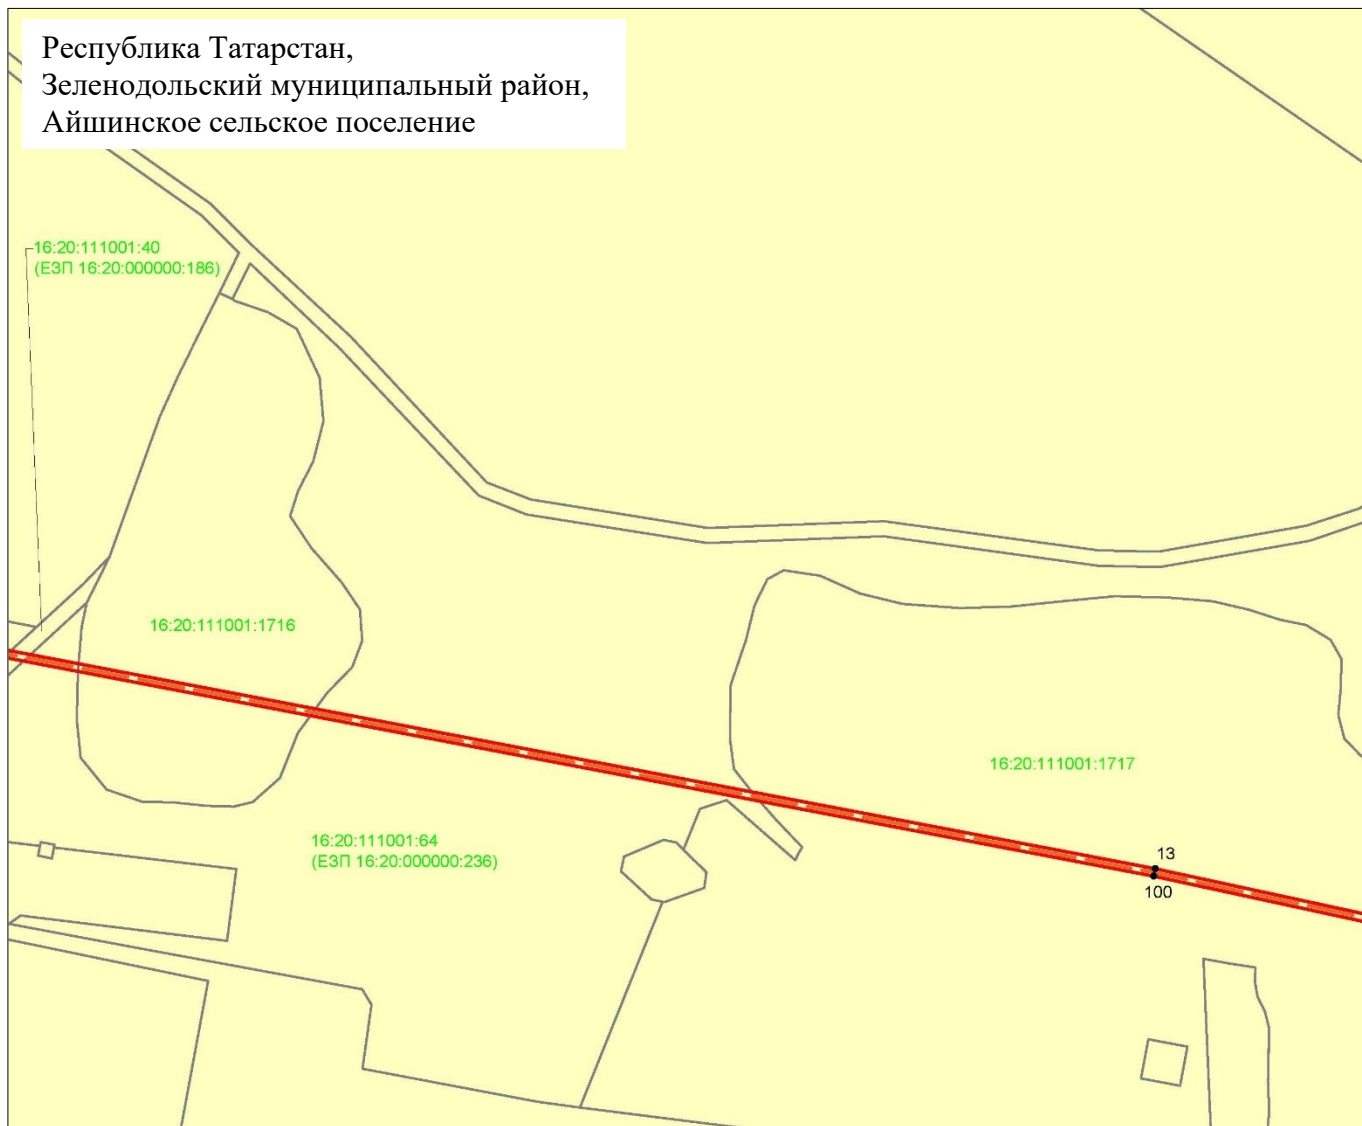 Республика Татарстан,
Зеленодольский муниципальный район,
Айшинское сельское поселение
16:20:111001:40
(ЕЗП 16:20:000000:186)
16:20:111001:1716
16:20:111001:1717
16:20:111001:64
(ЕЗП 16:20:000000:236)
13
100